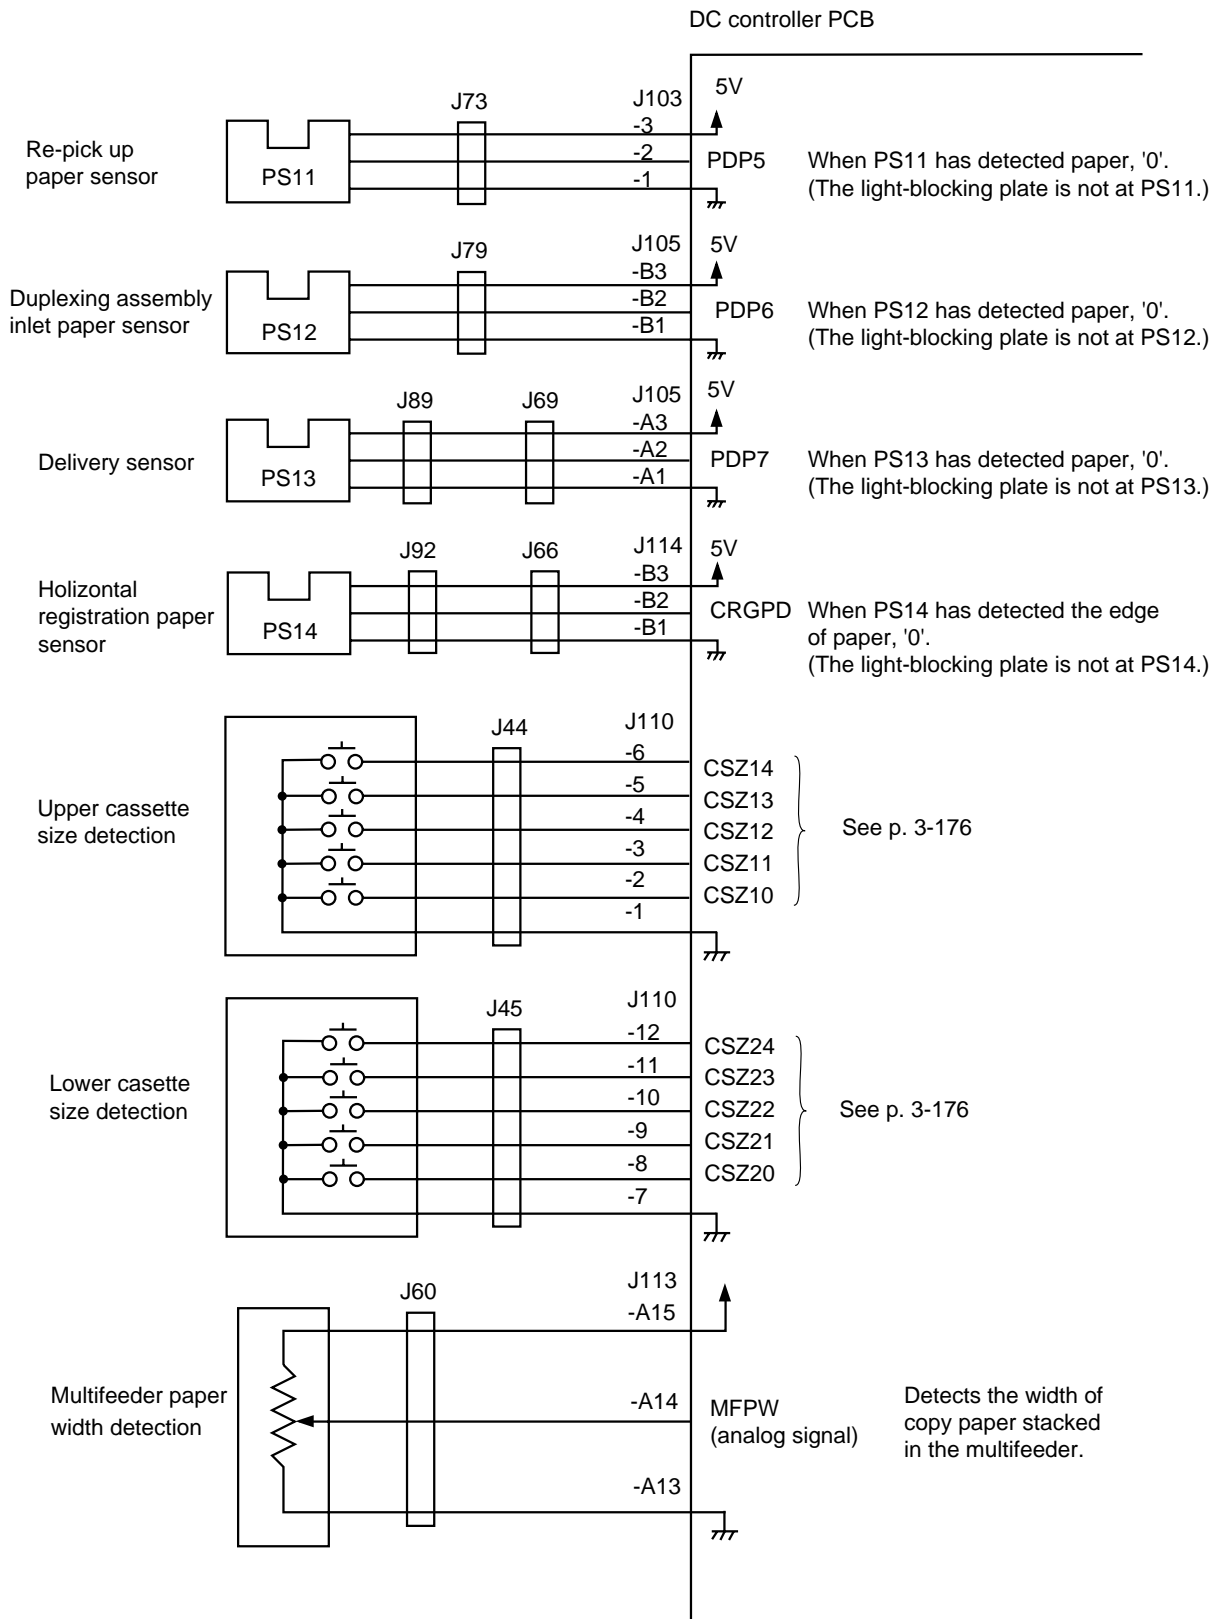 DC controller PCB
Re-pick up
paper sensor
PS11
J73
J103
-3
-2
-1
5V
PDP5
When PS11 has detected paper, '0'.
(The light-blocking plate is not at PS11.)
Duplexing assembly
inlet paper sensor
PS12
J79
J105
-B3
-B2
-B1
5V
PDP6
When PS12 has detected paper, '0'.
(The light-blocking plate is not at PS12.)
Delivery sensor
PS13
J89
J69
J105
-A3
-A2
-A1
5V
PDP7
When PS13 has detected paper, '0'.
(The light-blocking plate is not at PS13.)
Holizontal
registration paper
sensor
PS14
J92
J66
J114
-B3
-B2
-B1
5V
CRGPD
When PS14 has detected the edge
of paper, '0'.
(The light-blocking plate is not at PS14.)
Upper cassette
size detection
J44
J110
-6
-5
-4
-3
-2
-1
CSZ14
CSZ13
CSZ12
CSZ11
CSZ10
See p. 3-176
Lower casette
size detection
J45
J110
-12
-11
-10
-9
-8
-7
CSZ24
CSZ23
CSZ22
CSZ21
CSZ20
See p. 3-176
Multifeeder paper
width detection
J60
J113
-A15
-A14
-A13
MFPW
(analog signal)
Detects the width of
copy paper stacked
in the multifeeder.